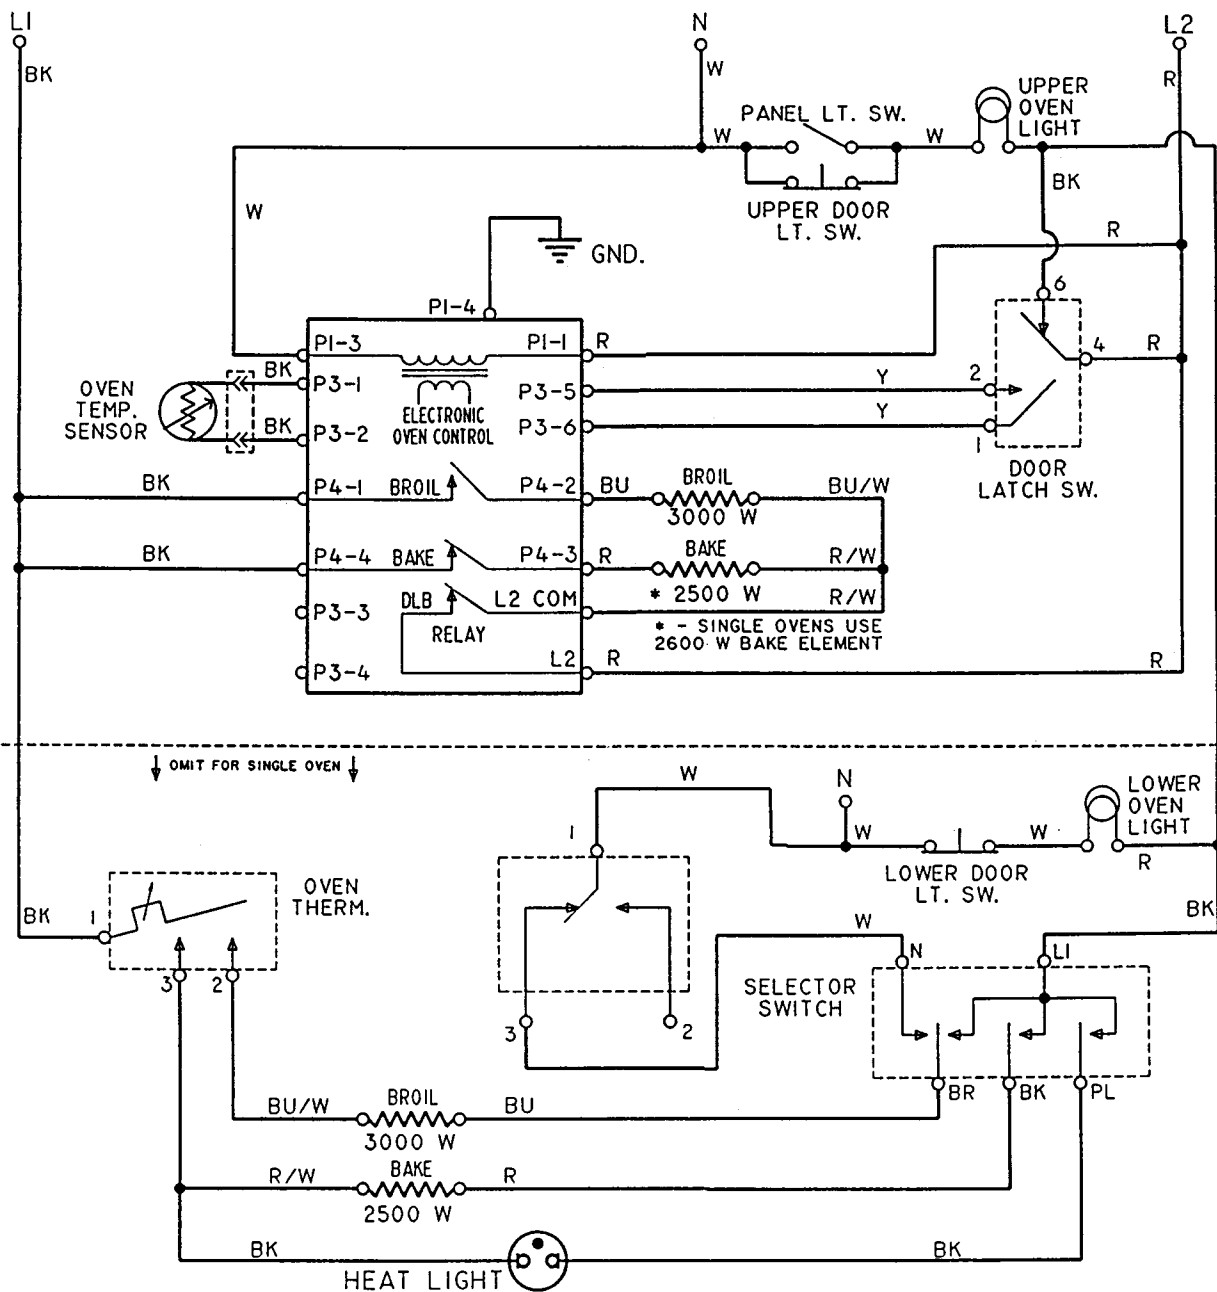 L1
N
L2
BK
W
R
PANEL LT. SW.
UPPER
OVEN
LIGHT
W
W
BK
UPPER DOOR
LT. SW.
W
R
GND.
P1-4
6
P1-3
P1-1
R
4
R
OVEN
TEMP.
SENSOR
BK
P3-1
P3-5
Y
2
ELECTRONIC
OVEN CONTROL
BK
P3-2
P3-6
Y
1
DOOR
LATCH SW.
BK
P4-1
BROIL
P4-2
BU
BROIL
3000 W
BU/W
BK
P4-4
BAKE
P4-3
R
BAKE
* 2500 W
R/W
P3-3
DLB
RELAY
L2 COM
R/W
* - SINGLE OVENS USE
2600 W BAKE ELEMENT
P3-4
L2
R
R
OMIT FOR SINGLE OVEN
W
N
LOWER
OVEN
LIGHT
1
W
W
R
LOWER DOOR
LT. SW.
OVEN
THERM.
BK
1
BK
W
N
L1
3
2
SELECTOR
SWITCH
3
2
BR
BK
PL
BU/W
BROIL
3000 W
BU
R/W
BAKE
2500 W
R
BK
HEAT LIGHT
BK